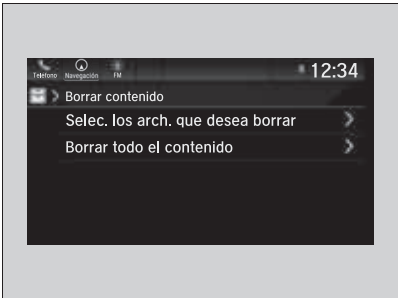 Teléfono Navegación FM 12:34
Borrar contenido
Selec. los arch. que desea borrar
Borrar todo el contenido